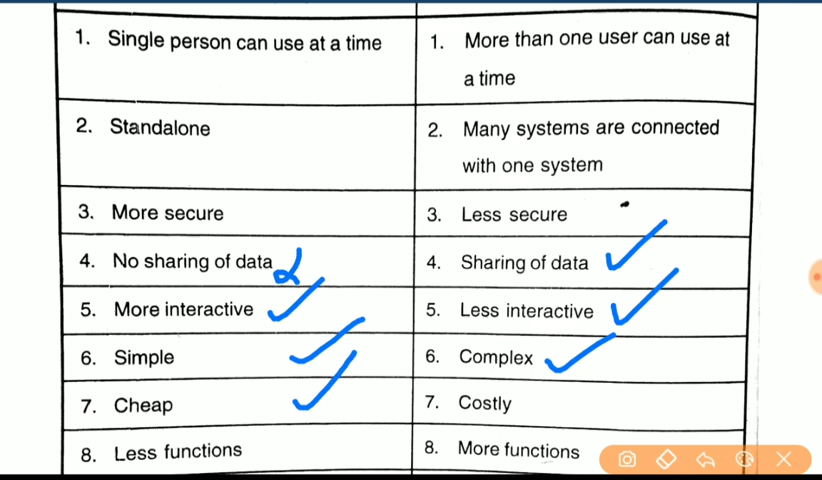 1. Single person can use at a time
1. More than one user can use at
a time
2. Standalone
2. Many systems are connected
with one system
3. More secure
3. Less secure
4. No sharing of data
4. Sharing of data
5. More interactive
5. Less interactive
6. Simple
6. Complex
7. Cheap
7. Costly
8. Less functions
8. More functions